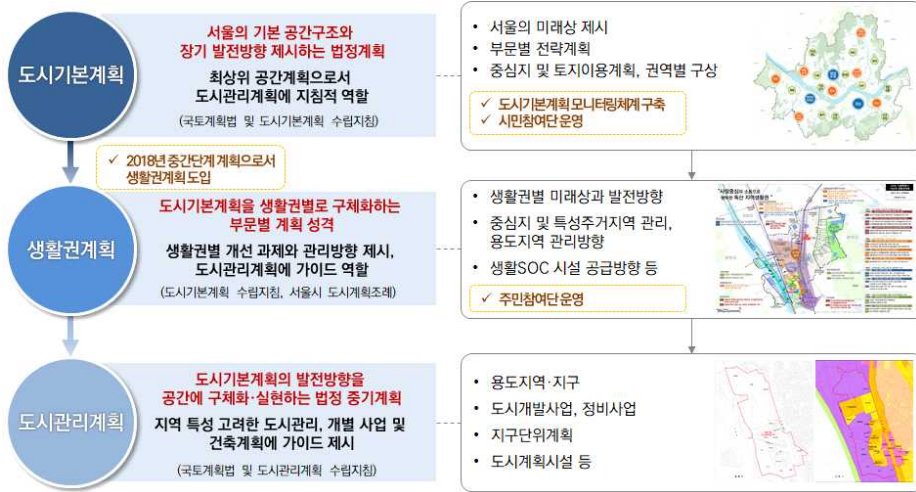 도시기본계획
서울의 기본 공간구조와
장기 발전방향 제시하는 법정계획
최상위 공간계획으로서
도시관리계획에 지침적 역할
(국토계획법 및 도시기본계획 수립지침)
• 서울의 미래상 제시
• 부문별 전략계획
• 중심지 및 토지이용계획, 권역별 구상
✓ 도시기본계획 모니터링체계 구축
✓ 시민참여단 운영
✓ 2018년 중간단계 계획으로서
생활권계획 도입
생활권계획
도시기본계획을 생활권별로 구체화하는
부문별 계획 성격
생활권별 개선 과제와 관리방향 제시,
도시관리계획에 가이드 역할
(도시기본계획 수립지침, 서울시 도시계획조례)
• 생활권별 미래상과 발전방향
• 중심지 및 특성주거지역 관리,
용도지역 관리방향
• 생활SOC 시설 공급방향 등
✓ 주민참여단 운영
도시관리계획
도시기본계획의 발전방향을
공간에 구체화·실현하는 법정 중기계획
지역 특성 고려한 도시관리, 개별 사업 및
건축계획에 가이드 제시
(국토계획법 및 도시관리계획 수립지침)
• 용도지역·지구
• 도시개발사업, 정비사업
• 지구단위계획
• 도시계획시설 등